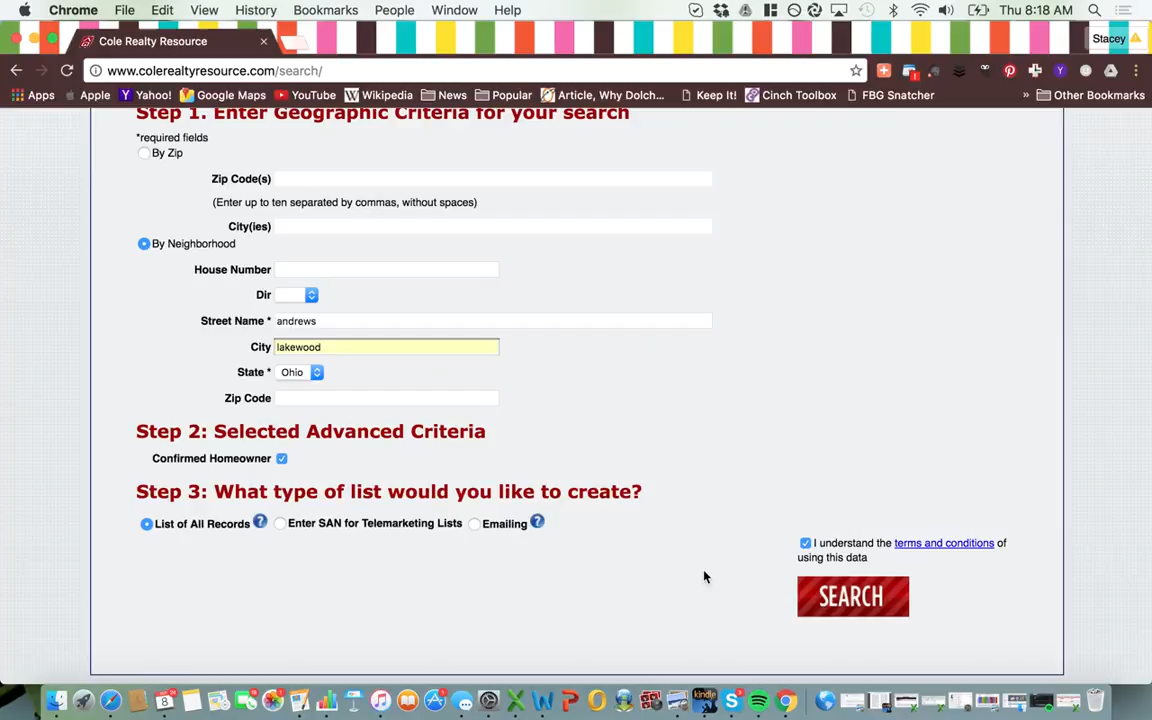 Chrome File Edit View History Bookmarks People Window Help Thu 8:18 AM
Cole Realty Resource Stacey
www.colerealtyresource.com/search/
Apps Apple Yahoo! Google Maps YouTube Wikipedia News Popular Article, Why Dolch... Keep It! Cinch Toolbox FBG Snatcher » Other Bookmarks
Step 1. Enter Geographic Criteria for your search
*required fields
By Zip
Zip Code(s)
(Enter up to ten separated by commas, without spaces)
City(ies)
By Neighborhood
House Number
Dir
Street Name * andrews
City lakewood
State * Ohio
Zip Code
Step 2: Selected Advanced Criteria
Confirmed Homeowner
Step 3: What type of list would you like to create?
List of All Records ? Enter SAN for Telemarketing Lists Emailing ?
I understand the terms and conditions of
using this data
SEARCH
kindle